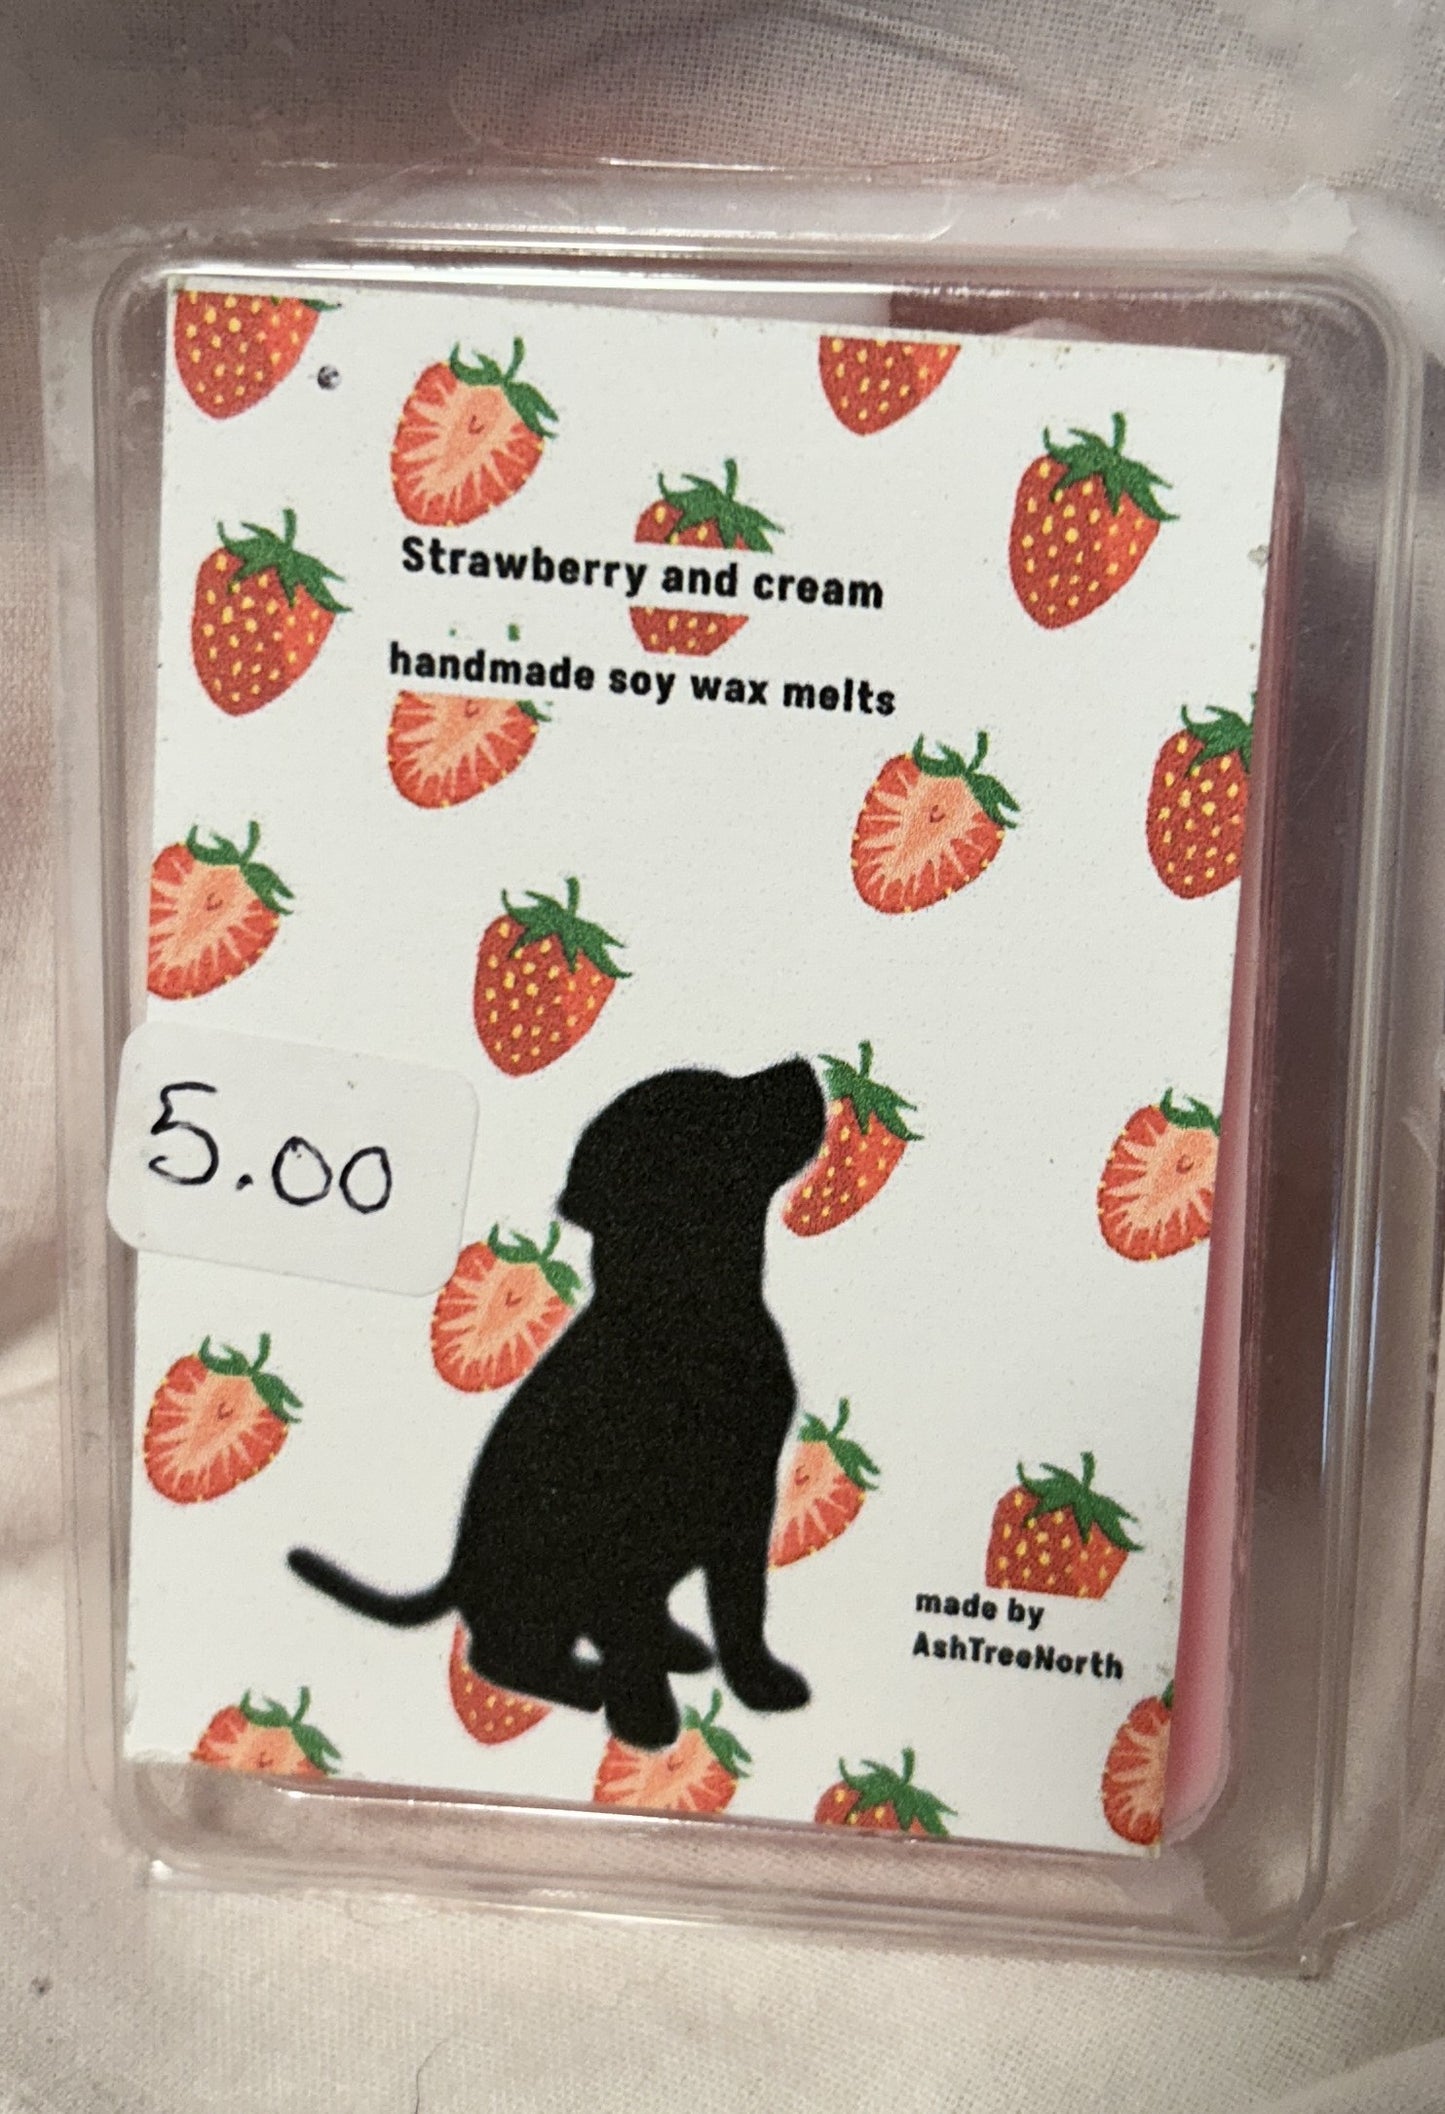 Strawberry and cream
handmade soy wax melts
5.00
made by
AshTreeNorth